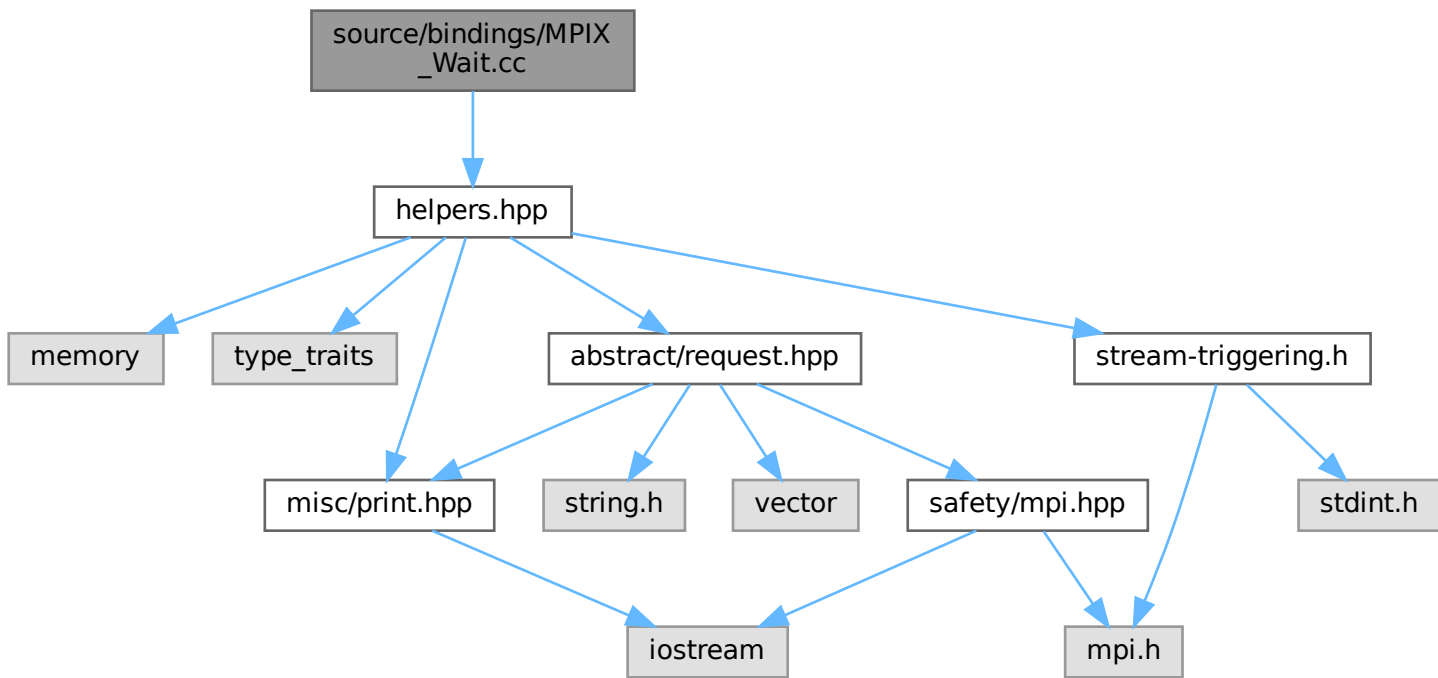 source/bindings/MPIX
_Wait.cc
helpers.hpp
memory
type_traits
abstract/request.hpp
stream-triggering.h
misc/print.hpp
string.h
vector
safety/mpi.hpp
stdint.h
iostream
mpi.h